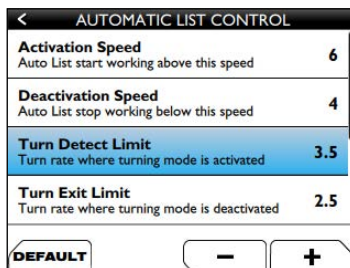 < AUTOMATIC LIST CONTROL
Activation Speed
Auto List start working above this speed
6
Deactivation Speed
Auto List stop working below this speed
4
Turn Detect Limit
Turn rate where turning mode is activated
3.5
Turn Exit Limit
Turn rate where turning mode is deactivated
2.5
DEFAULT
− +